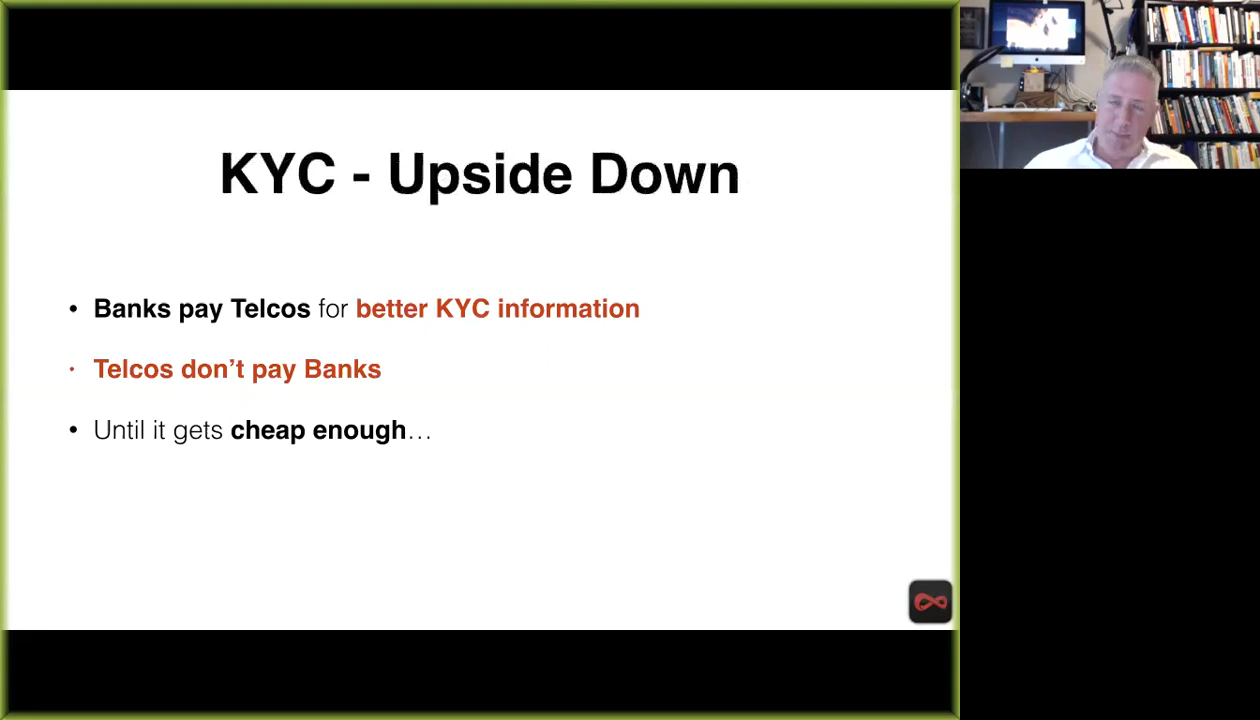 KYC - Upside Down
• Banks pay Telcos for better KYC information
• Telcos don’t pay Banks
• Until it gets cheap enough…